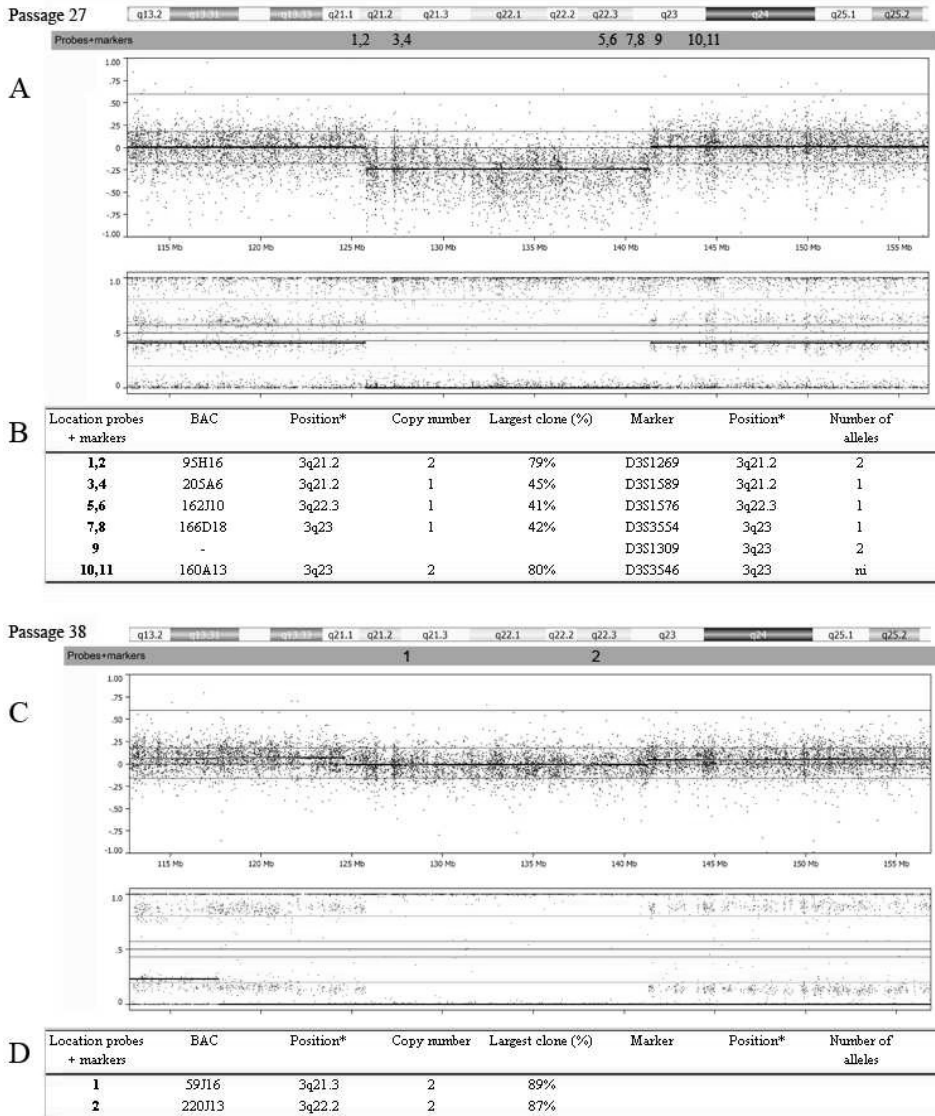 Passage 27
q13.2 q13.31 q13.33 q21.1 q21.2 q21.3 q22.1 q22.2 q22.3 q23 q24 q25.1 q25.2
Probes+markers 1,2 3,4 5,6 7,8 9 10,11
A
1.00
.75
.50
.25
0
-.25
-.50
-.75
-1.00
115 Mb 120 Mb 125 Mb 130 Mb 135 Mb 140 Mb 145 Mb 150 Mb 155 Mb
1.0
.5
0
B
Location probes BAC Position* Copy number Largest clone (%) Marker Position* Number of
+ markers alleles
1,2 95H16 3q21.2 2 79% D3S1269 3q21.2 2
3,4 205A6 3q21.2 1 45% D3S1589 3q21.2 1
5,6 162J10 3q22.3 1 41% D3S1576 3q22.3 1
7,8 166D18 3q23 1 42% D3S3554 3q23 1
9 - D3S1309 3q23 2
10,11 160A13 3q23 2 80% D3S3546 3q23 ni
Passage 38
q13.2 q13.31 q13.33 q21.1 q21.2 q21.3 q22.1 q22.2 q22.3 q23 q24 q25.1 q25.2
Probes+markers 1 2
C
1.00
.75
.50
.25
0
-.25
-.50
-.75
-1.00
115 Mb 120 Mb 125 Mb 130 Mb 135 Mb 140 Mb 145 Mb 150 Mb 155 Mb
1.0
.5
0
D
Location probes BAC Position* Copy number Largest clone (%) Marker Position* Number of
+ markers alleles
1 59J16 3q21.3 2 89%
2 220J13 3q22.2 2 87%